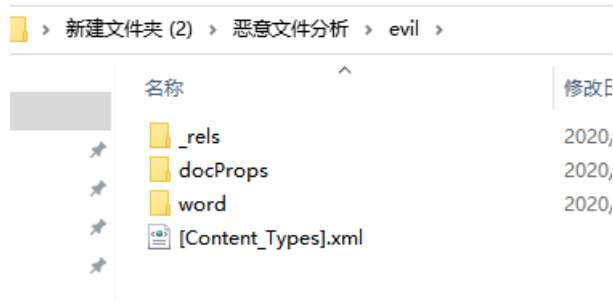 新建文件夹 (2) › 恶意文件分析 › evil ›
名称 修改日
_rels 2020/
docProps 2020/
word 2020/
[Content_Types].xml